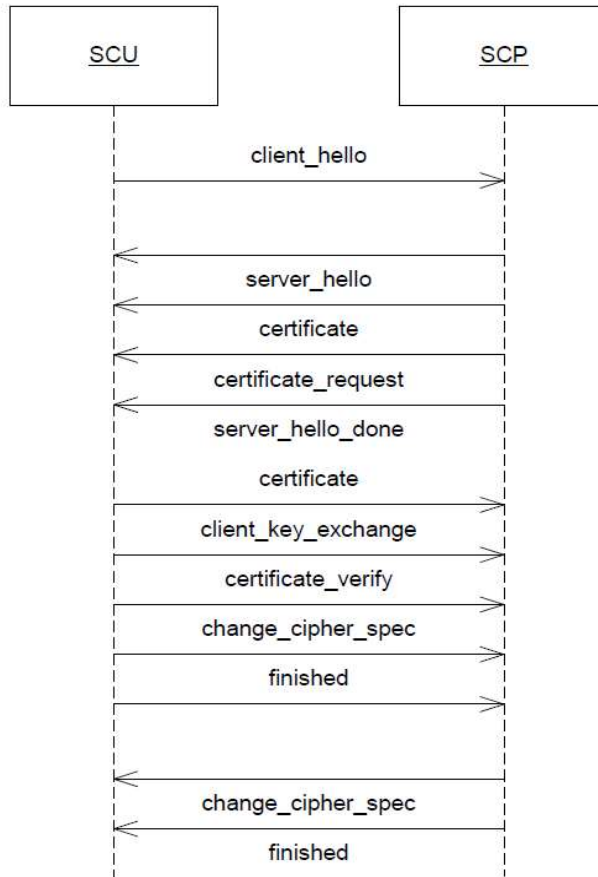 SCU
SCP
client_hello
server_hello
certificate
certificate_request
server_hello_done
certificate
client_key_exchange
certificate_verify
change_cipher_spec
finished
change_cipher_spec
finished